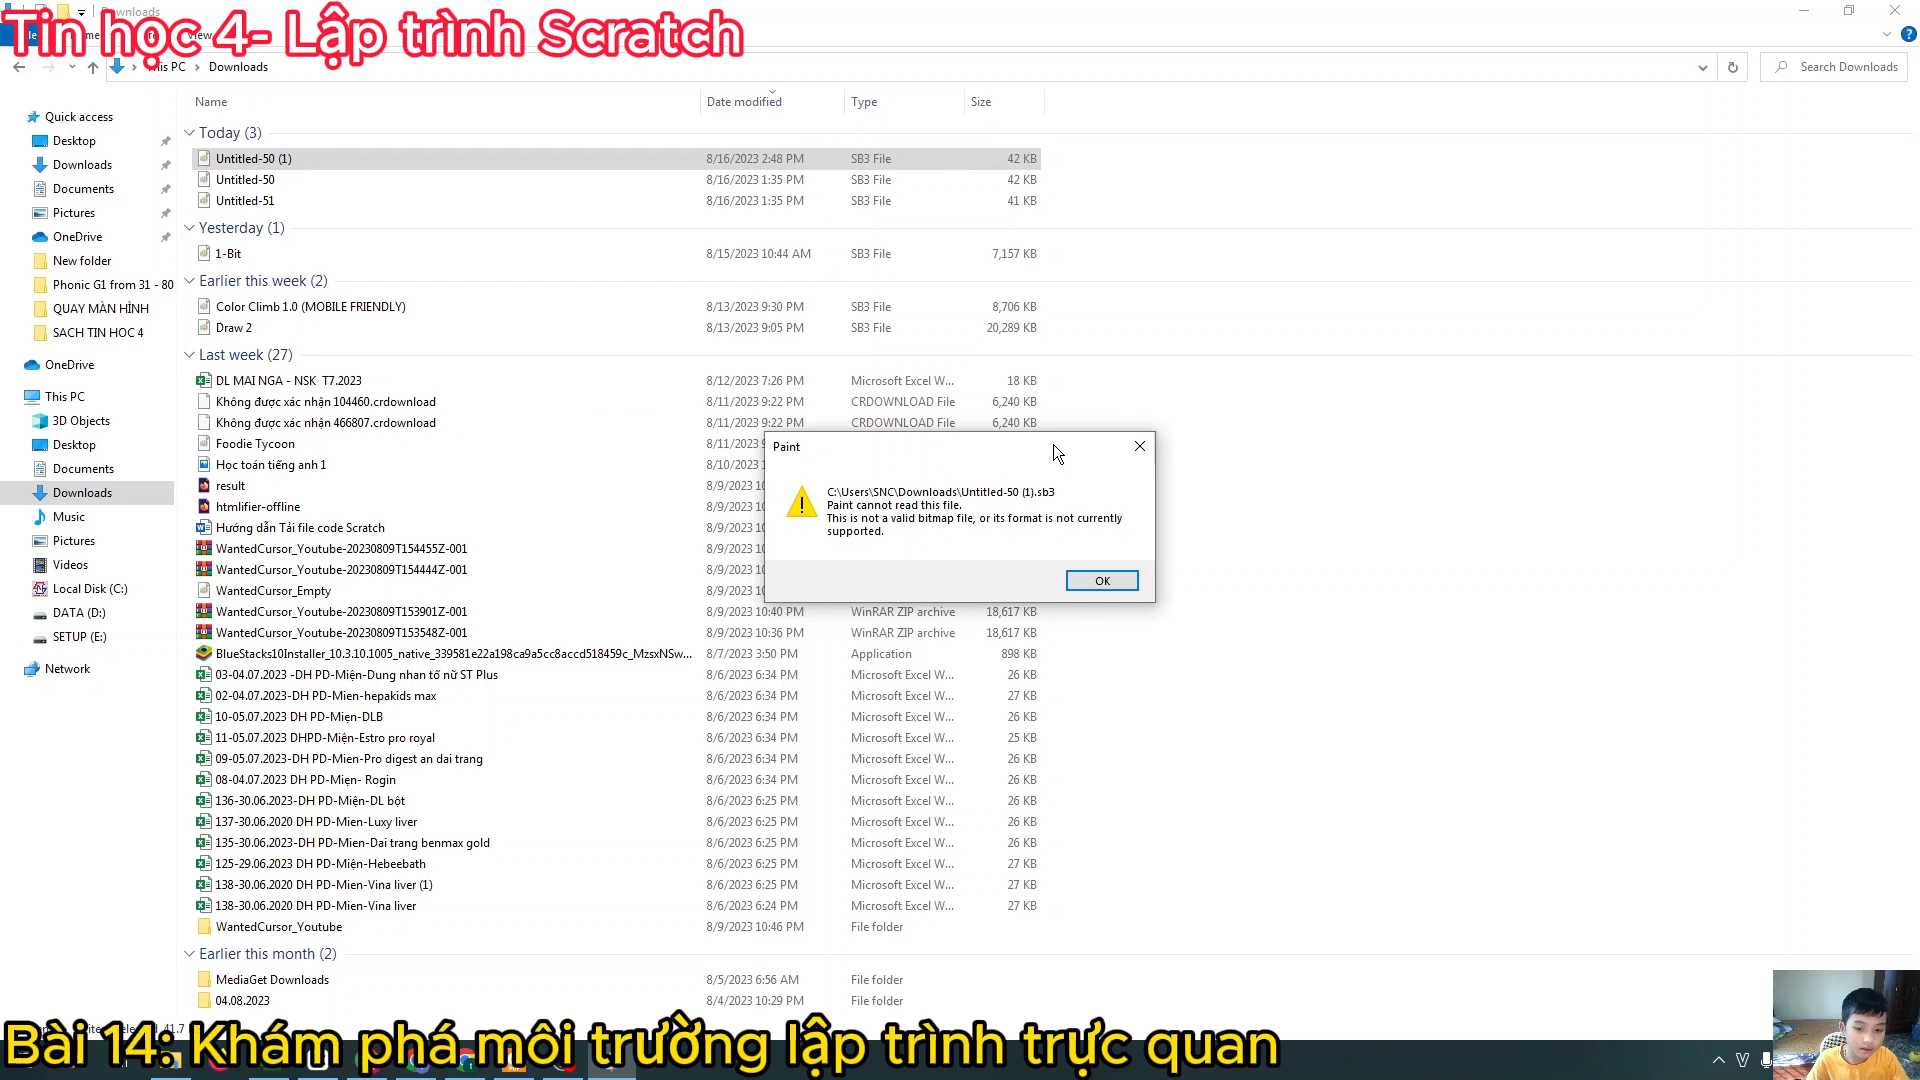 Downloads
Tin học 4- Lập trình Scratch
View
This PC > Downloads
Search Downloads
Name Date modified Type Size
Quick access
Desktop
Downloads
Documents
Pictures
OneDrive
New folder
Phonic G1 from 31 - 80
QUAY MÀN HÌNH
SACH TIN HOC 4
OneDrive
This PC
3D Objects
Desktop
Documents
Downloads
Music
Pictures
Videos
Local Disk (C:)
DATA (D:)
SETUP (E:)
Network
Today (3)
Untitled-50 (1) 8/16/2023 2:48 PM SB3 File 42 KB
Untitled-50 8/16/2023 1:35 PM SB3 File 42 KB
Untitled-51 8/16/2023 1:35 PM SB3 File 41 KB
Yesterday (1)
1-Bit 8/15/2023 10:44 AM SB3 File 7,157 KB
Earlier this week (2)
Color Climb 1.0 (MOBILE FRIENDLY) 8/13/2023 9:30 PM SB3 File 8,706 KB
Draw 2 8/13/2023 9:05 PM SB3 File 20,289 KB
Last week (27)
DL MAI NGA - NSK T7.2023 8/12/2023 7:26 PM Microsoft Excel W... 18 KB
Không được xác nhận 104460.crdownload 8/11/2023 9:22 PM CRDOWNLOAD File 6,240 KB
Không được xác nhận 466807.crdownload 8/11/2023 9:22 PM CRDOWNLOAD File 6,240 KB
Foodie Tycoon 8/11/2023
Học toán tiếng anh 1 8/10/2023
result 8/9/2023
htmlifier-offline 8/9/2023
Hướng dẫn Tải file code Scratch 8/9/2023
WantedCursor_Youtube-20230809T154455Z-001 8/9/2023
WantedCursor_Youtube-20230809T154444Z-001 8/9/2023
WantedCursor_Empty 8/9/2023
WantedCursor_Youtube-20230809T153901Z-001 8/9/2023 10:40 PM WinRAR ZIP archive 18,617 KB
WantedCursor_Youtube-20230809T153548Z-001 8/9/2023 10:36 PM WinRAR ZIP archive 18,617 KB
BlueStacks10Installer_10.3.10.1005_native_339581e22a198ca9a5cc8accd518459c_MzsxNSw... 8/7/2023 3:50 PM Application 898 KB
03-04.07.2023 -DH PD-Miện-Dung nhan tố nữ ST Plus 8/6/2023 6:34 PM Microsoft Excel W... 26 KB
02-04.07.2023-DH PD-Mien-hepakids max 8/6/2023 6:34 PM Microsoft Excel W... 27 KB
10-05.07.2023 DH PD-Miẹn-DLB 8/6/2023 6:34 PM Microsoft Excel W... 26 KB
11-05.07.2023 DHPD-Miện-Estro pro royal 8/6/2023 6:34 PM Microsoft Excel W... 25 KB
09-05.07.2023-DH PD-Mien-Pro digest an dai trang 8/6/2023 6:34 PM Microsoft Excel W... 26 KB
08-04.07.2023 DH PD-Miẹn- Rogin 8/6/2023 6:34 PM Microsoft Excel W... 26 KB
136-30.06.2023-DH PD-Miện-DL bột 8/6/2023 6:25 PM Microsoft Excel W... 26 KB
137-30.06.2020 DH PD-Mien-Luxy liver 8/6/2023 6:25 PM Microsoft Excel W... 26 KB
135-30.06.2023-DH PD-Mien-Dai trang benmax gold 8/6/2023 6:25 PM Microsoft Excel W... 26 KB
125-29.06.2023 DH PD-Miện-Hebeebath 8/6/2023 6:25 PM Microsoft Excel W... 27 KB
138-30.06.2020 DH PD-Mien-Vina liver (1) 8/6/2023 6:25 PM Microsoft Excel W... 27 KB
138-30.06.2020 DH PD-Mien-Vina liver 8/6/2023 6:24 PM Microsoft Excel W... 27 KB
WantedCursor_Youtube 8/9/2023 10:46 PM File folder
Earlier this month (2)
MediaGet Downloads 8/5/2023 6:56 AM File folder
04.08.2023 8/4/2023 10:29 PM File folder
Paint
C:\Users\SNC\Downloads\Untitled-50 (1).sb3
Paint cannot read this file.
This is not a valid bitmap file, or its format is not currently
supported.
OK
Bài 14: Khám phá môi trường lập trình trực quan